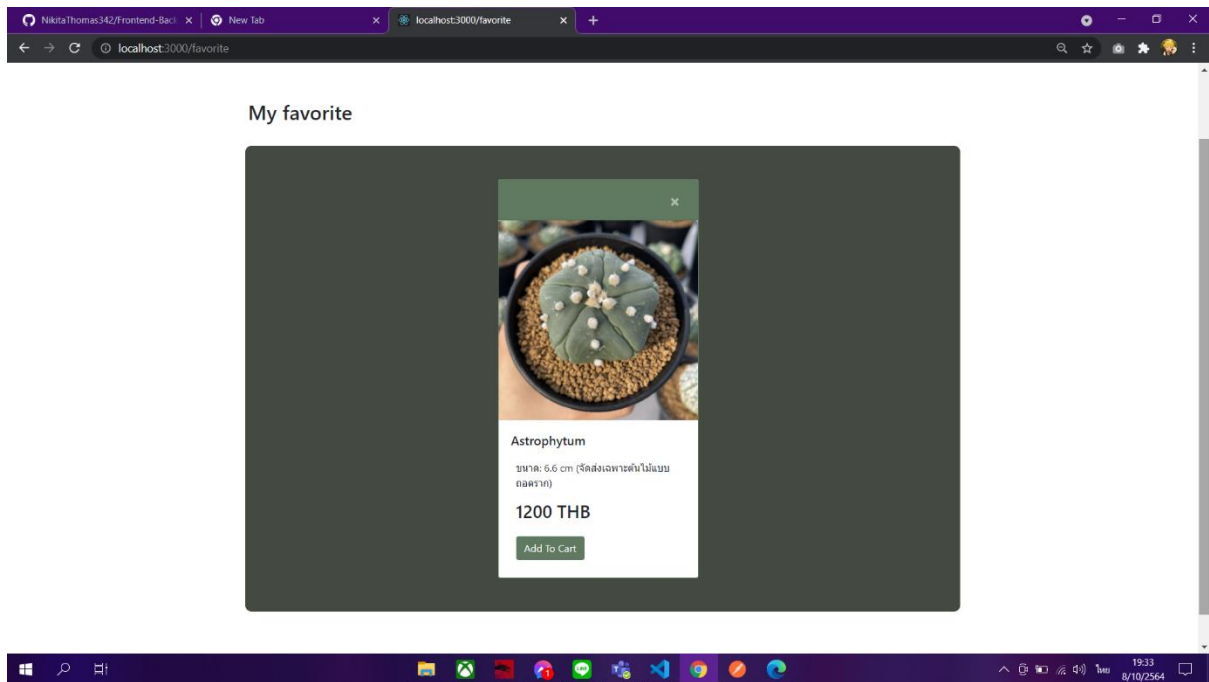 NikitaThomas342/Frontend-Back
New Tab
localhost:3000/favorite
localhost:3000/favorite
My favorite
×
Astrophytum
ขนาด: 6.6 cm (จัดส่งเฉพาะต้นไม้แบบ
ถอดราก)
1200 THB
Add To Cart
ไทย
19:33
8/10/2564